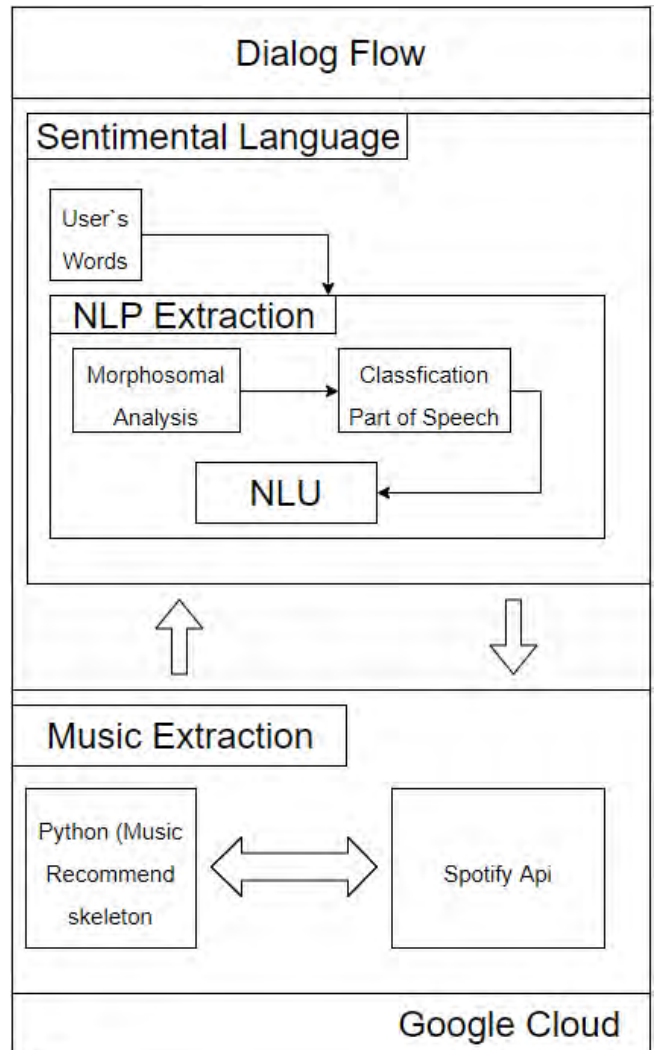 Dialog Flow
Sentimental Language
User`s
Words
NLP Extraction
Morphosomal
Analysis
Classfication
Part of Speech
NLU
Music Extraction
Python (Music
Recommend
skeleton
Spotify Api
Google Cloud